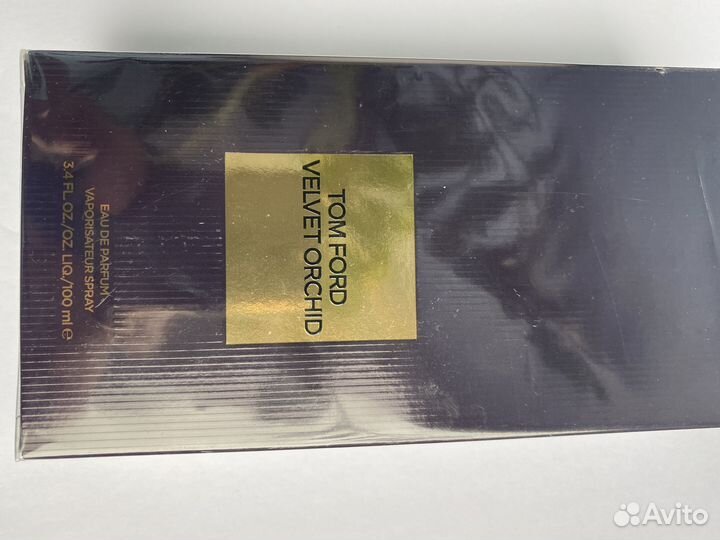 TOM FORD
VELVET ORCHID
EAU DE PARFUM
VAPORISATEUR SPRAY
3.4 FL.OZ./OZ. LIQ./100 ml ℮
Avito